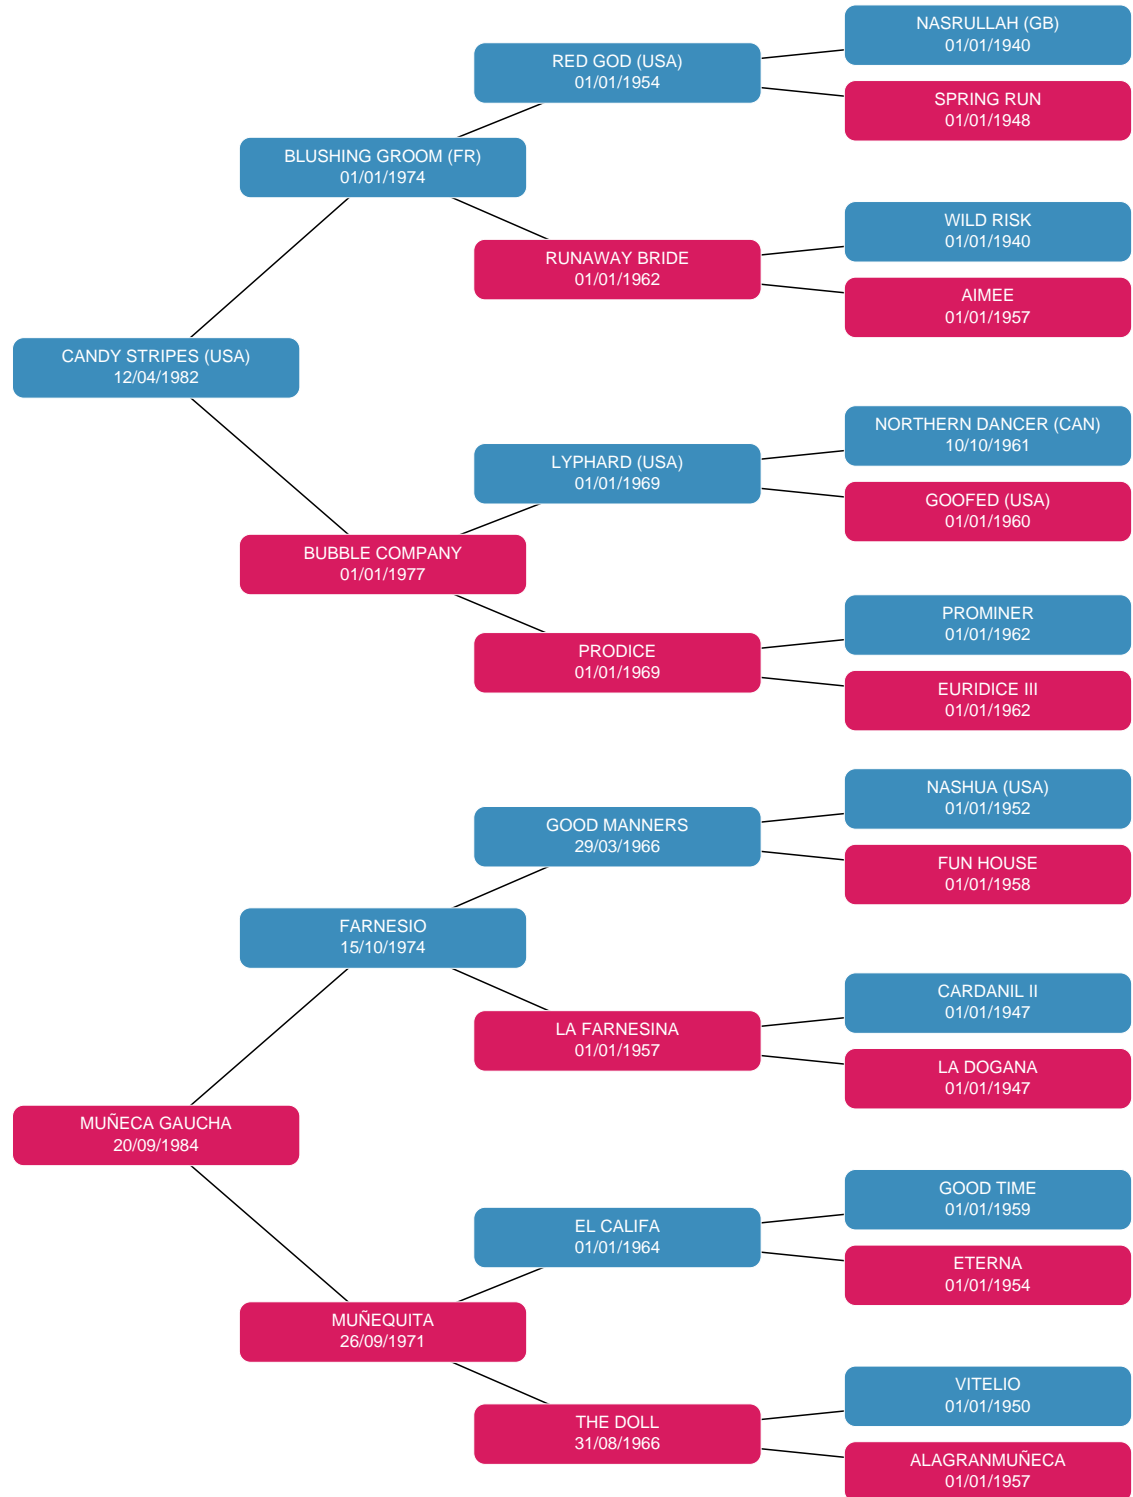 NASRULLAH (GB)
01/01/1940
RED GOD (USA)
01/01/1954
SPRING RUN
01/01/1948
BLUSHING GROOM (FR)
01/01/1974
WILD RISK
01/01/1940
RUNAWAY BRIDE
01/01/1962
AIMEE
01/01/1957
CANDY STRIPES (USA)
12/04/1982
NORTHERN DANCER (CAN)
10/10/1961
LYPHARD (USA)
01/01/1969
GOOFED (USA)
01/01/1960
BUBBLE COMPANY
01/01/1977
PROMINER
01/01/1962
PRODICE
01/01/1969
EURIDICE III
01/01/1962
NASHUA (USA)
01/01/1952
GOOD MANNERS
29/03/1966
FUN HOUSE
01/01/1958
FARNESIO
15/10/1974
CARDANIL II
01/01/1947
LA FARNESINA
01/01/1957
LA DOGANA
01/01/1947
MUÑECA GAUCHA
20/09/1984
GOOD TIME
01/01/1959
EL CALIFA
01/01/1964
ETERNA
01/01/1954
MUÑEQUITA
26/09/1971
VITELIO
01/01/1950
THE DOLL
31/08/1966
ALAGRANMUÑECA
01/01/1957